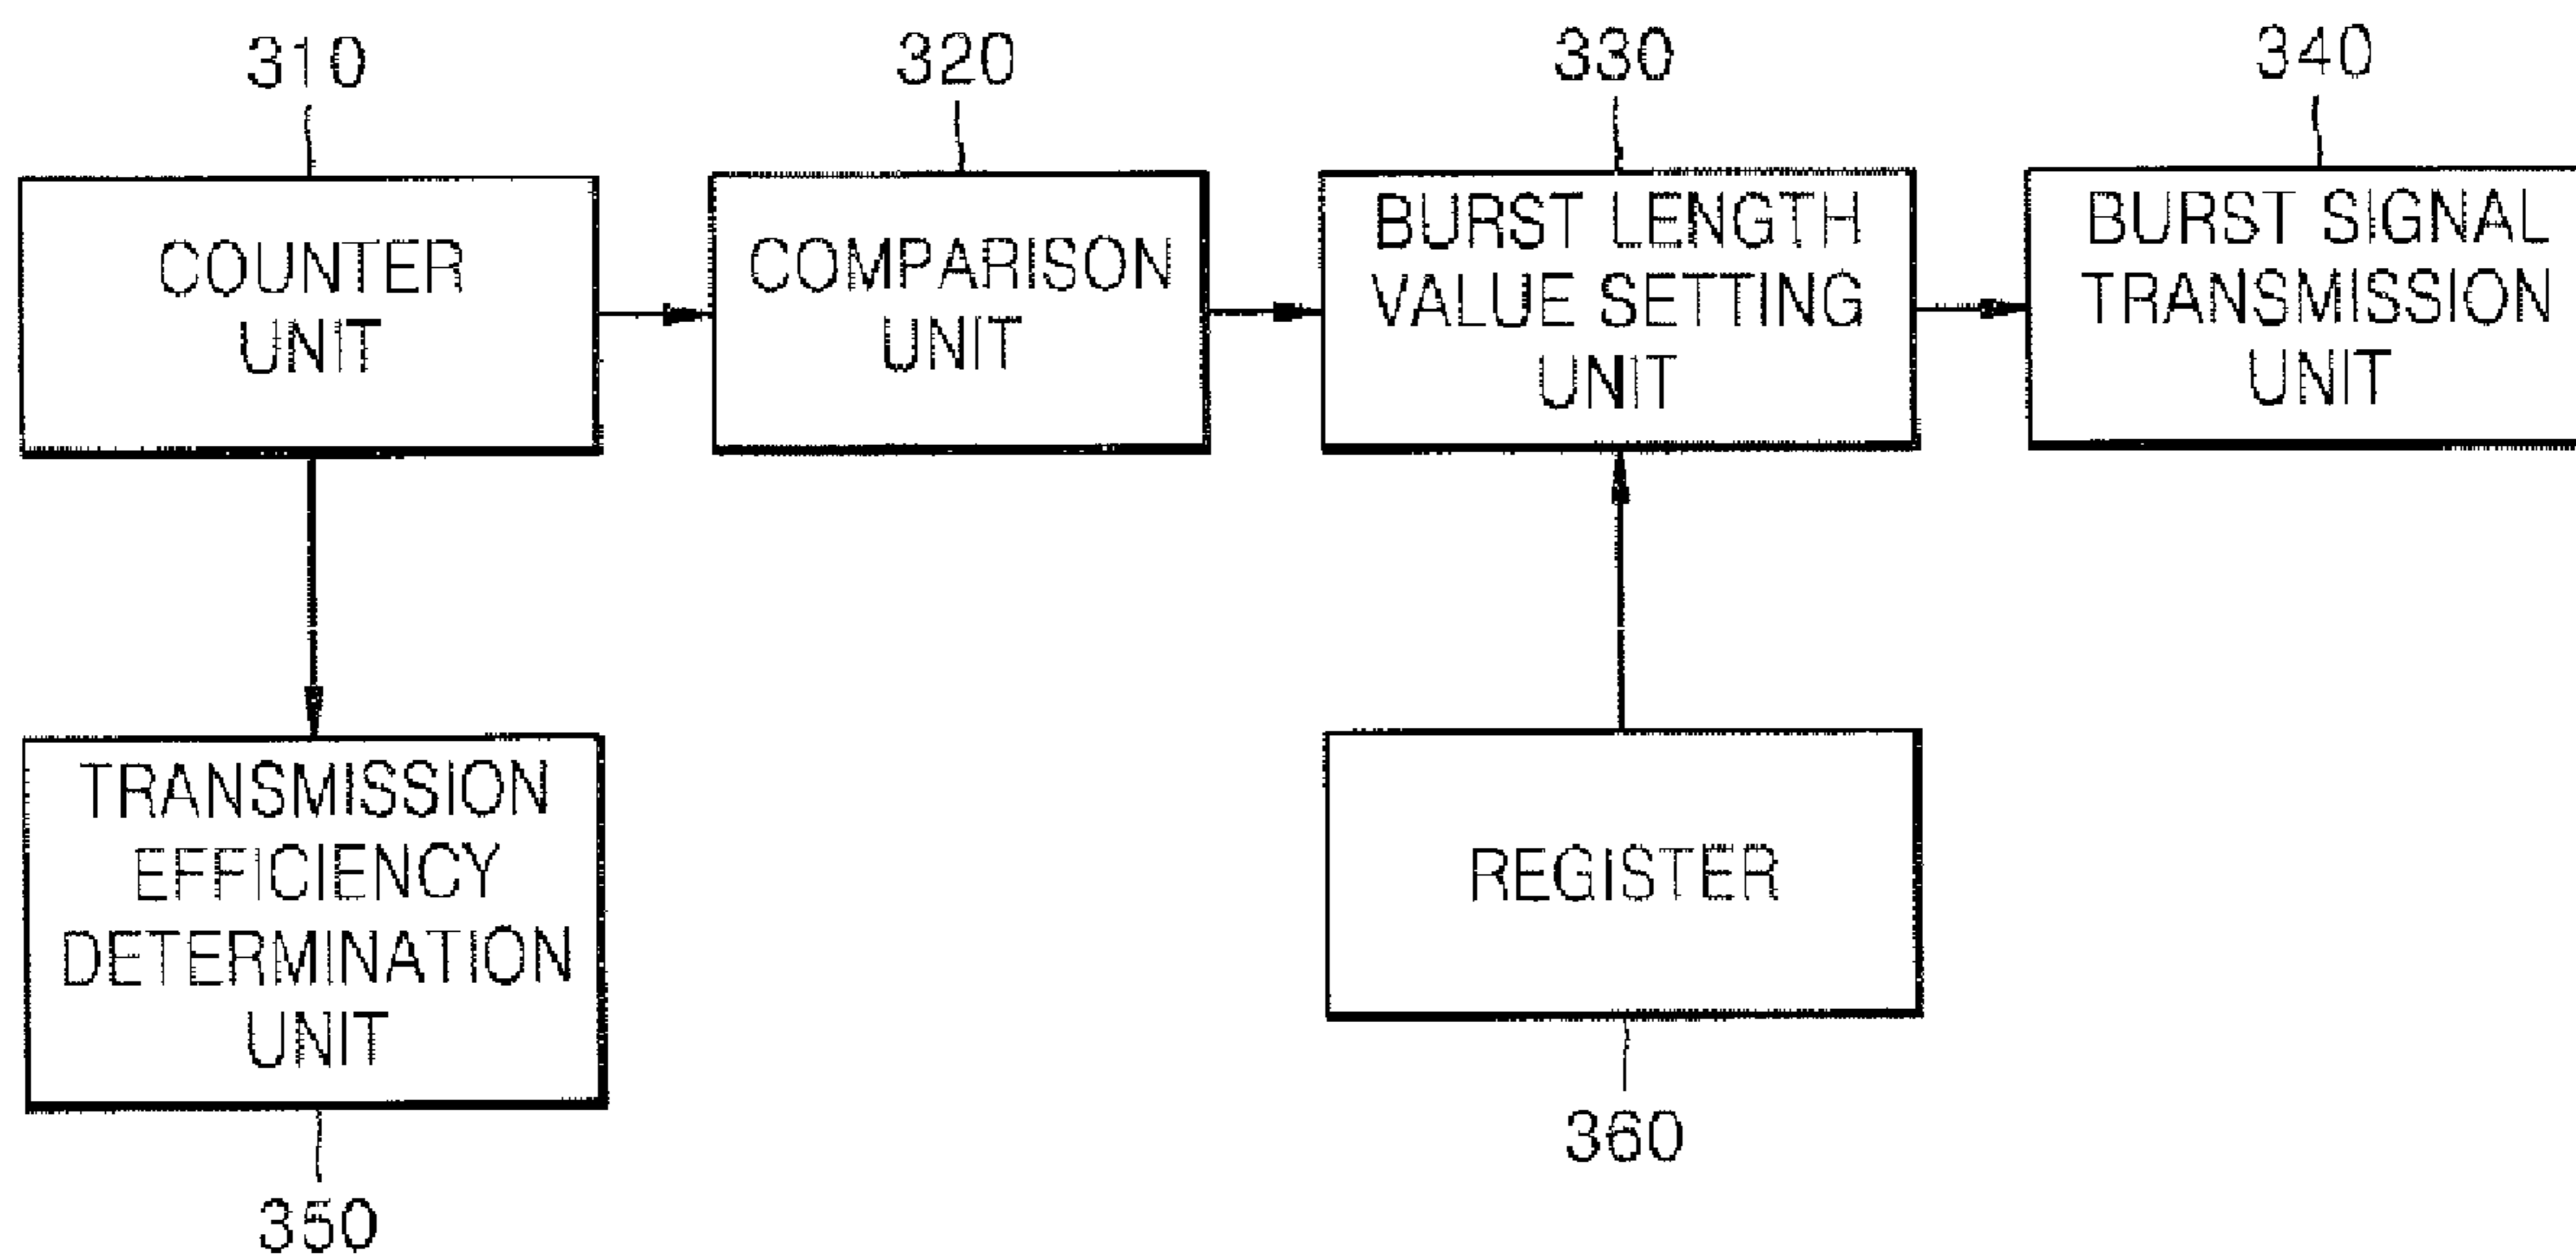 310
320
330
340
COUNTER
UNIT
COMPARISON
UNIT
BURST LENGTH
VALUE SETTING
UNIT
BURST SIGNAL
TRANSMISSION
UNIT
TRANSMISSION
EFFICIENCY
DETERMINATION
UNIT
REGISTER
350
360